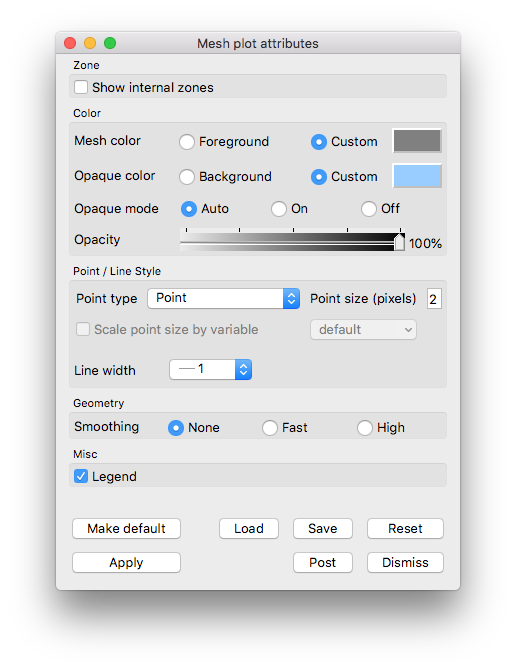 Mesh plot attributes
Zone
Show internal zones
Color
Mesh color Foreground Custom
Opaque color Background Custom
Opaque mode Auto On Off
Opacity 100%
Point / Line Style
Point type Point Point size (pixels) 2
Scale point size by variable default
Line width 1
Geometry
Smoothing None Fast High
Misc
Legend
Make default Load Save Reset
Apply Post Dismiss